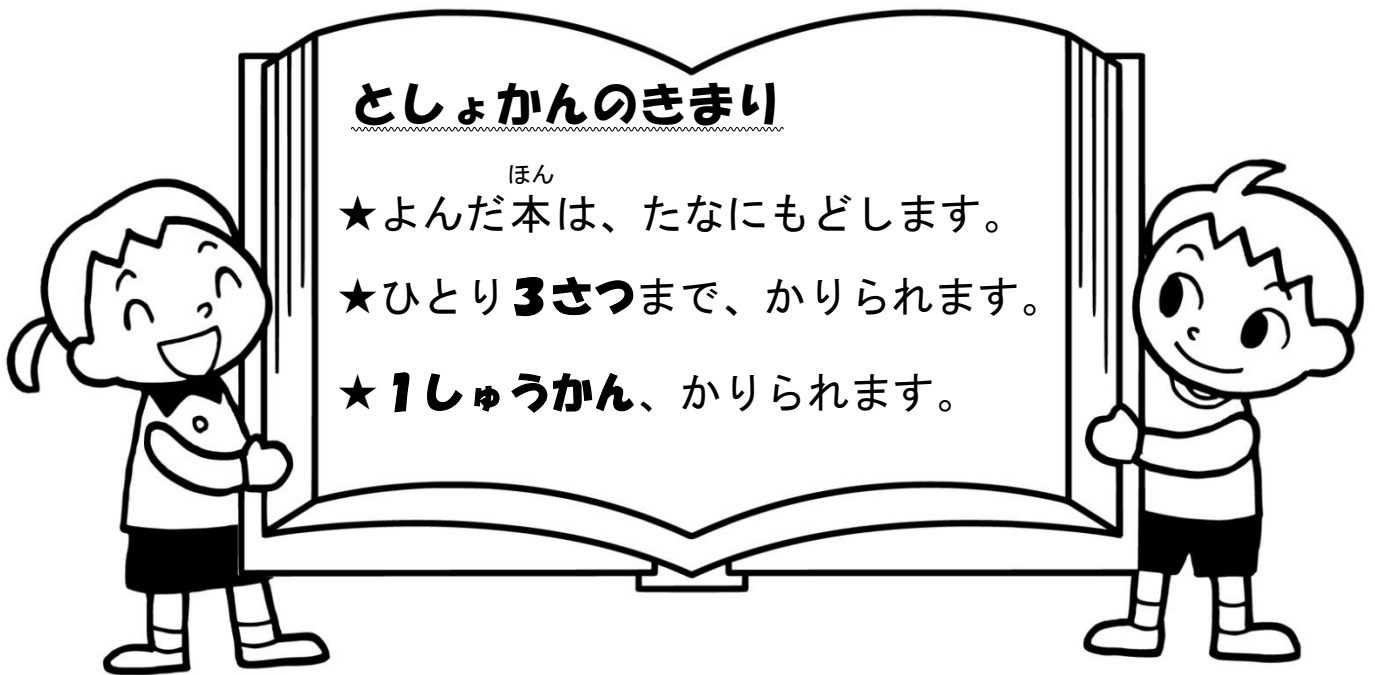 としょかんのきまり
ほん
★よんだ本は、たなにもどします。
★ひとり3さつまで、かりられます。
★1しゅうかん、かりられます。